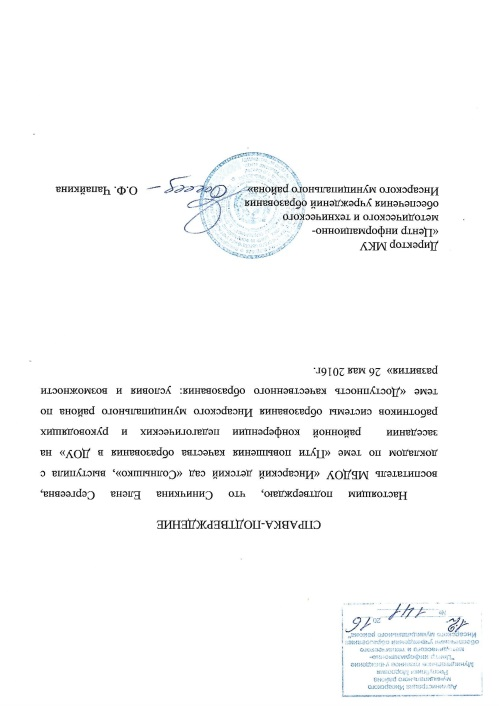 Администрация Инсарского
муниципального района
Республики Мордовия
Муниципальное казенное учреждение
"Центр информационно-
методического и технического
обеспечения учреждений образования
Инсарского муниципального района"
№ 141 20 16
СПРАВКА-ПОДТВЕРЖДЕНИЕ
Настоящим подтверждаю, что Синичкина Елена Сергеевна,
воспитатель МБДОУ «Инсарский детский сад «Солнышко», выступила с
докладом по теме «Пути повышения качества образования в ДОУ» на
заседании районной конференции педагогических и руководящих
работников системы образования Инсарского муниципального района по
теме «Доступность качественного образования: условия и возможности
развития» 26 мая 2016г.
Директор МКУ
«Центр информационно-
методического и технического
обеспечения учреждений образования
Инсарского муниципального района» О.Ф. Чапайкина